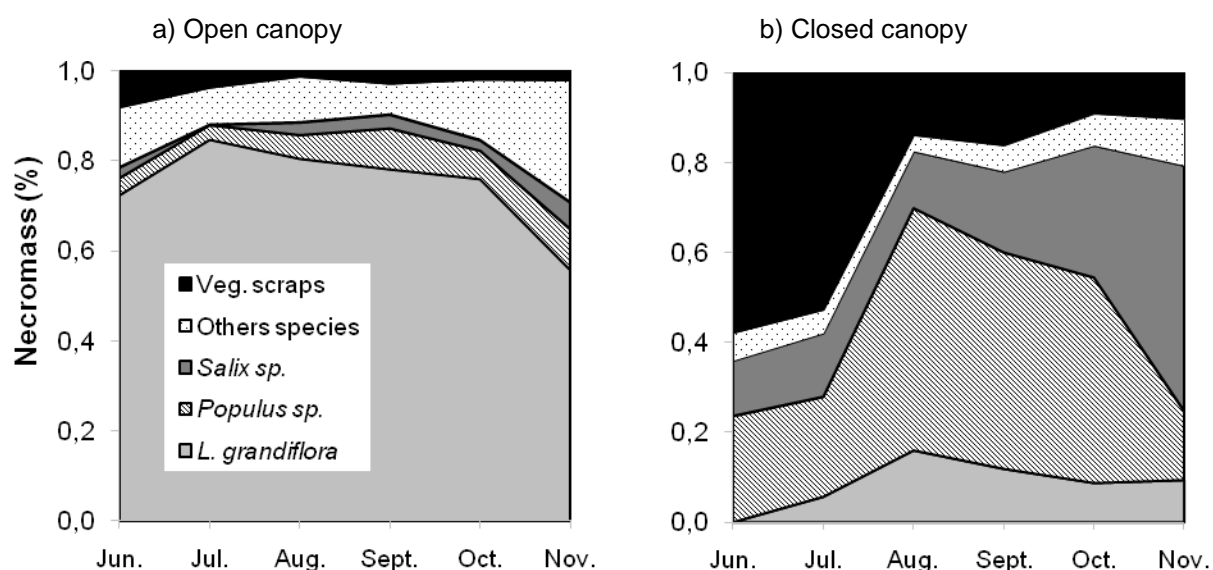 a) Open canopy
b) Closed canopy
Necromass (%)
1,0
0,8
0,6
0,4
0,2
0,0
Veg. scraps
Others species
Salix sp.
Populus sp.
L. grandiflora
Jun. Jul. Aug. Sept. Oct. Nov.
1,0
0,8
0,6
0,4
0,2
0,0
Jun. Jul. Aug. Sept. Oct. Nov.